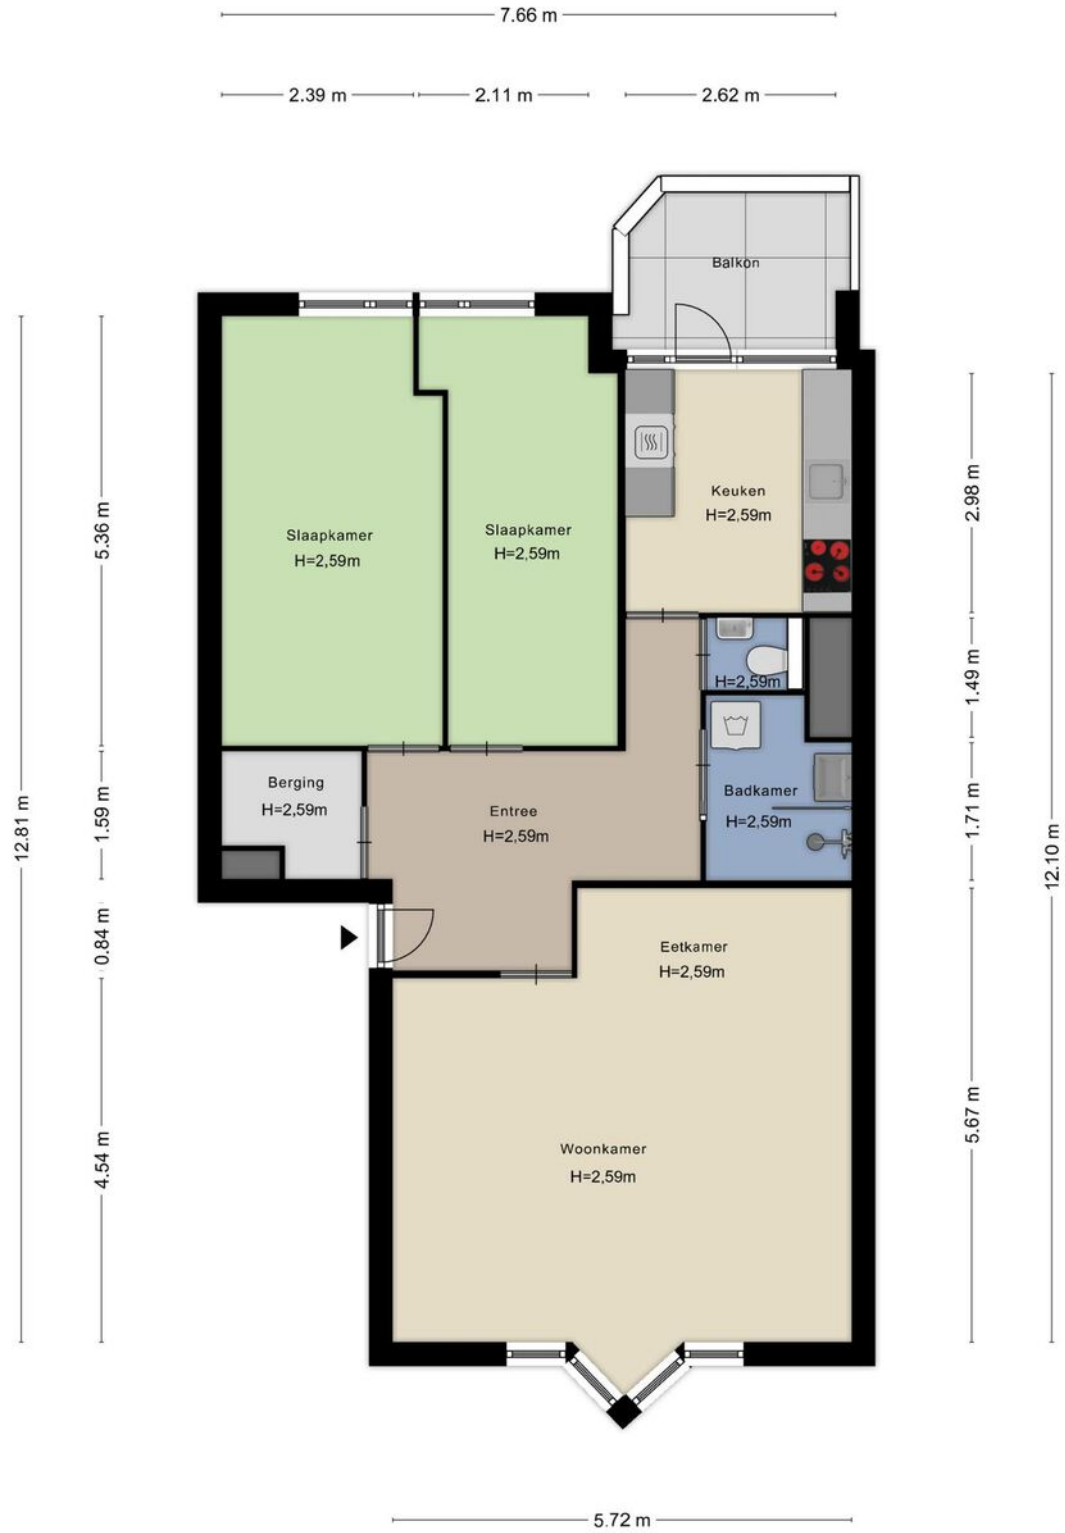 7.66 m
2.39 m
2.11 m
2.62 m
Balkon
Keuken
H=2,59m
Slaapkamer
H=2,59m
Slaapkamer
H=2,59m
5.36 m
2.98 m
H=2,59m
1.49 m
Berging
H=2,59m
Entree
H=2,59m
Badkamer
H=2,59m
1.59 m
1.71 m
12.81 m
12.10 m
0.84 m
Eetkamer
H=2,59m
Woonkamer
H=2,59m
4.54 m
5.67 m
5.72 m